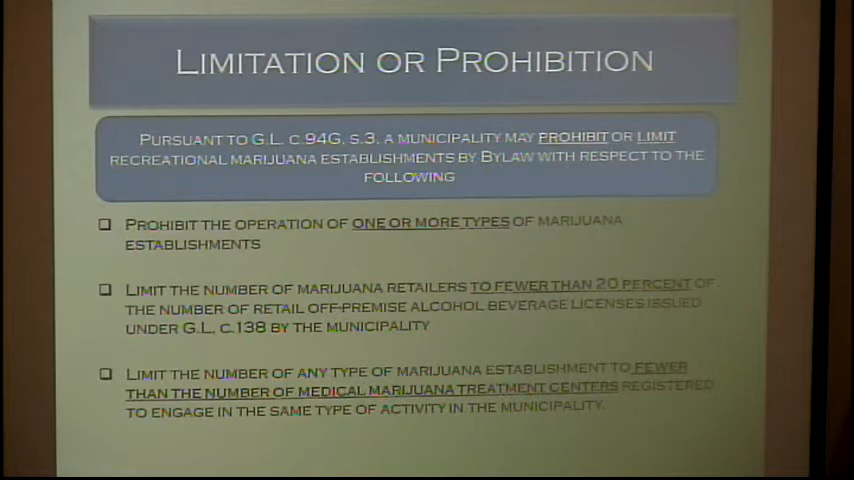 LIMITATION OR PROHIBITION
PURSUANT TO G.L. C.94G, S.3, A MUNICIPALITY MAY PROHIBIT OR LIMIT
RECREATIONAL MARIJUANA ESTABLISHMENTS BY BYLAW WITH RESPECT TO THE
FOLLOWING
PROHIBIT THE OPERATION OF ONE OR MORE TYPES OF MARIJUANA
ESTABLISHMENTS
LIMIT THE NUMBER OF MARIJUANA RETAILERS TO FEWER THAN 20 PERCENT OF
THE NUMBER OF RETAIL OFF-PREMISE ALCOHOL BEVERAGE LICENSES ISSUED
UNDER G.L. C.138 BY THE MUNICIPALITY
LIMIT THE NUMBER OF ANY TYPE OF MARIJUANA ESTABLISHMENT TO FEWER
THAN THE NUMBER OF MEDICAL MARIJUANA TREATMENT CENTERS REGISTERED
TO ENGAGE IN THE SAME TYPE OF ACTIVITY IN THE MUNICIPALITY.